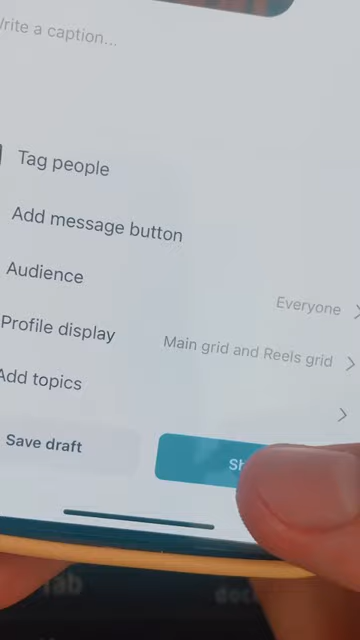 Write a caption...
Tag people
Add message button
Audience
Everyone
Profile display
Main grid and Reels grid
Add topics
Save draft
Sh